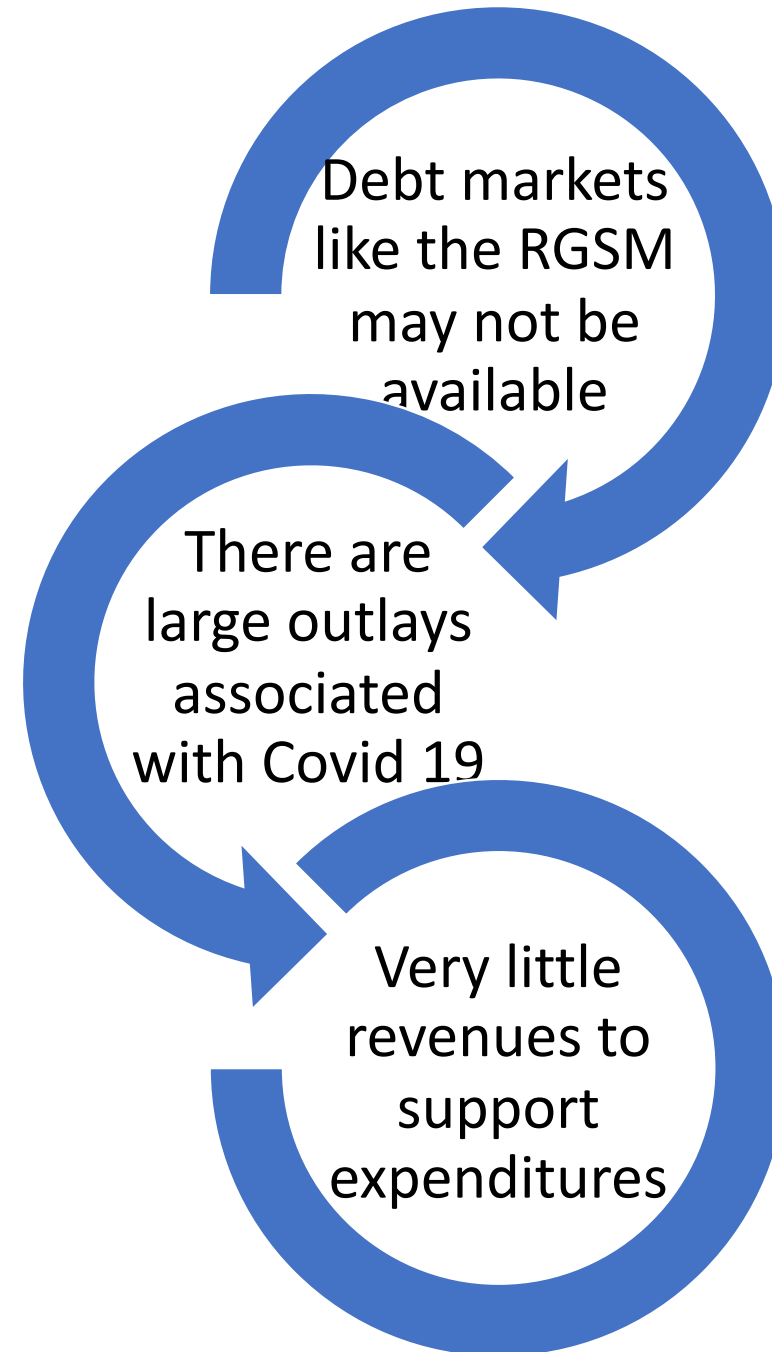 Debt markets
like the RGSM
may not be
available
There are
large outlays
associated
with Covid 19
Very little
revenues to
support
expenditures